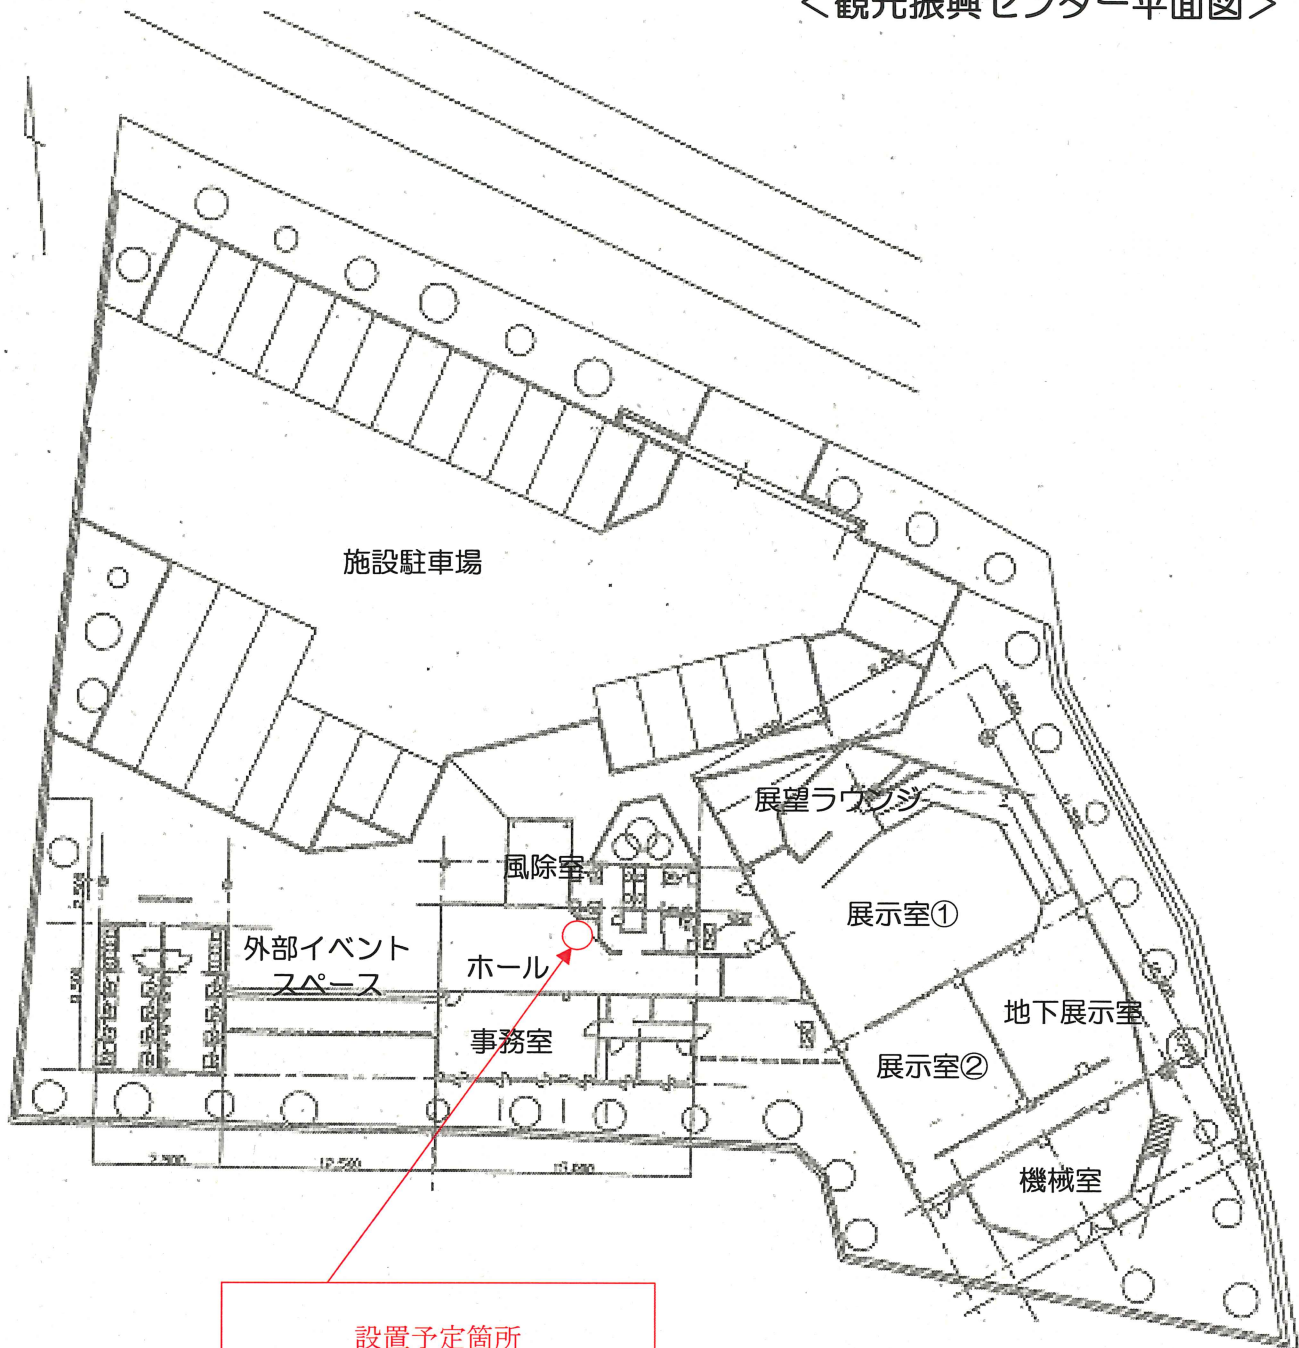 <観光振興センター平面図>
施設駐車場
展望ラウンジ
風除室
展示室①
外部イベント
スペース
ホール
地下展示室
事務室
展示室②
機械室
設置予定箇所